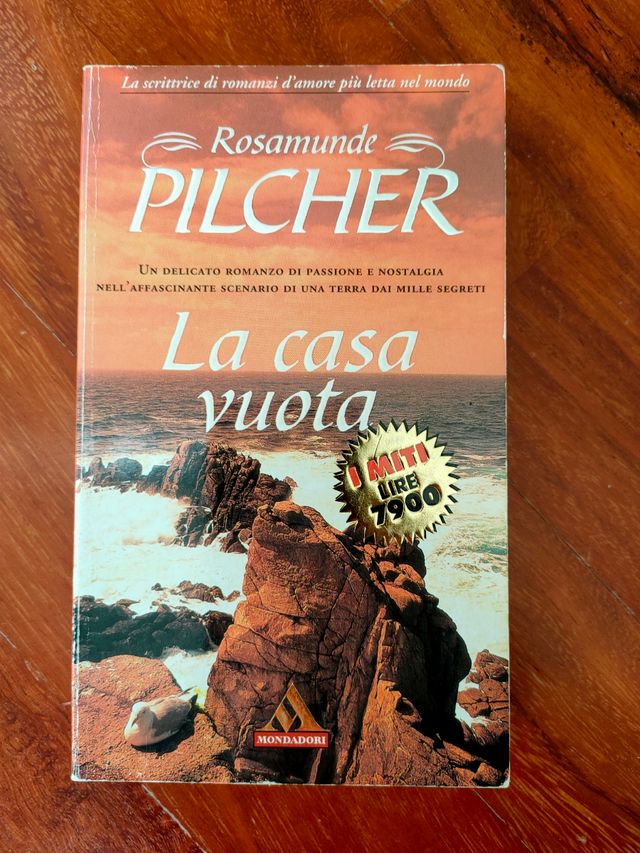 La scrittrice di romanzi d'amore più letta nel mondo
Rosamunde
PILCHER
Un delicato romanzo di passione e nostalgia
nell'affascinante scenario di una terra dai mille segreti
La casa
vuota
I MITI
LIRE
7900
MONDADORI